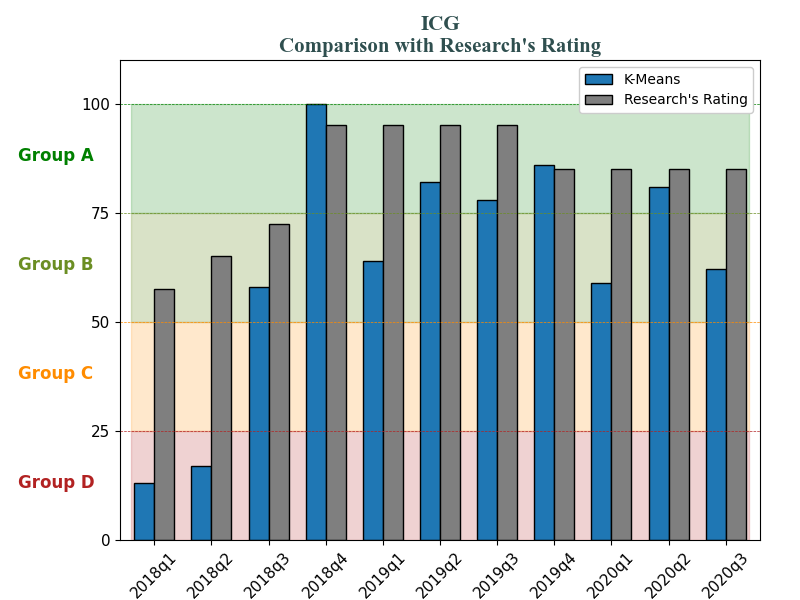 ICG
Comparison with Research's Rating
K-Means
Research's Rating
100
75
50
25
0
Group A
Group B
Group C
Group D
2018q1
2018q2
2018q3
2018q4
2019q1
2019q2
2019q3
2019q4
2020q1
2020q2
2020q3